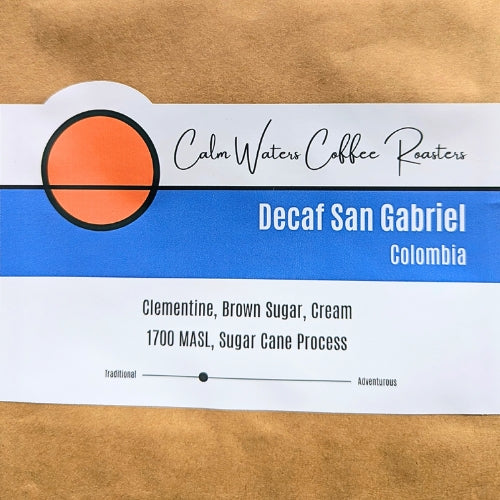 Calm Waters Coffee Roasters
Decaf San Gabriel
Colombia
Clementine, Brown Sugar, Cream
1700 MASL, Sugar Cane Process
Traditional Adventurous